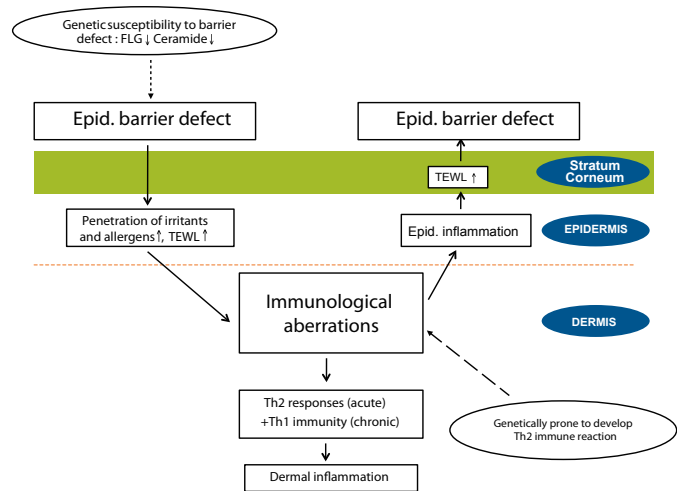 Genetic susceptibility to barrier
defect : FLG ↓ Ceramide ↓
Epid. barrier defect
Epid. barrier defect
TEWL ↑
Stratum
Corneum
Penetration of irritants
and allergens↑, TEWL ↑
Epid. inflammation
EPIDERMIS
Immunological
aberrations
DERMIS
Th2 responses (acute)
+Th1 immunity (chronic)
Genetically prone to develop
Th2 immune reaction
Dermal inflammation